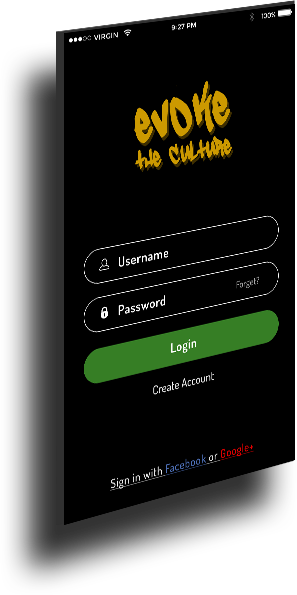 VIRGIN 9:27 PM 100%
evoke
the culture
Username
Password Forget?
Login
Create Account
Sign in with Facebook or Google+